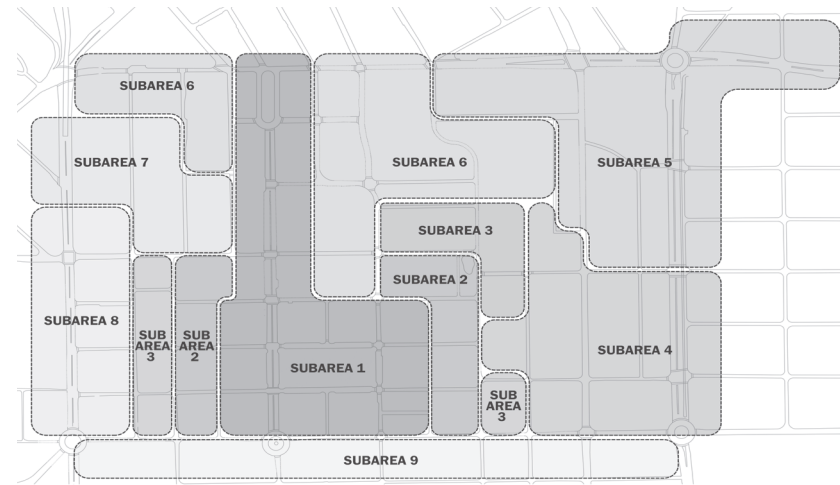 SUBAREA 6
SUBAREA 7
SUBAREA 6
SUBAREA 5
SUBAREA 3
SUBAREA 2
SUBAREA 8
SUB
AREA
3
SUB
AREA
2
SUBAREA 1
SUBAREA 4
SUB
AREA
3
SUBAREA 9